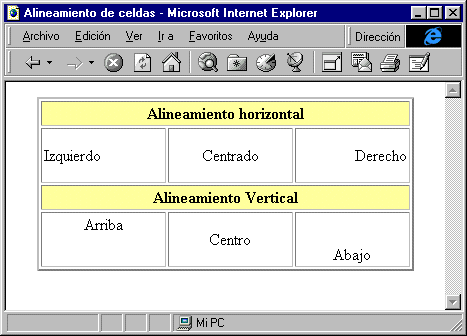 Alineamiento de celdas - Microsoft Internet Explorer
Archivo Edición Ver Ir a Favoritos Ayuda Dirección
Alineamiento horizontal
Izquierdo Centrado Derecho
Alineamiento Vertical
Arriba
Centro
Abajo
Mi PC